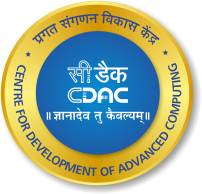 प्रगत संगणन विकास केंद्र
सी डैक
CDAC
॥ ज्ञानादेव तु कैवल्यम् ॥
CENTRE FOR DEVELOPMENT OF ADVANCED COMPUTING